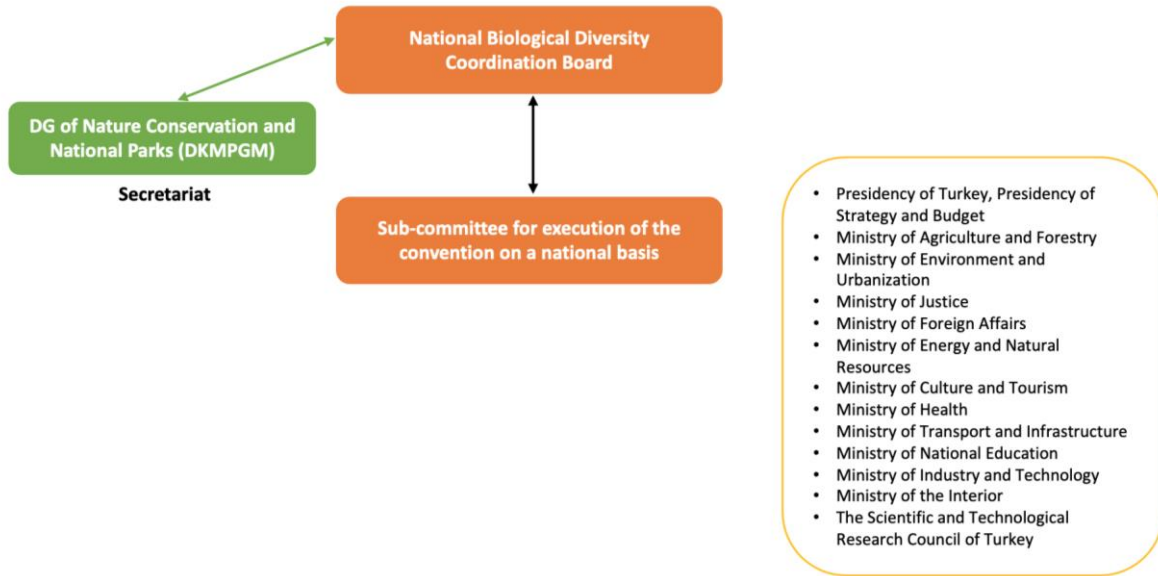 National Biological Diversity
Coordination Board
DG of Nature Conservation and
National Parks (DKMPGM)
Secretariat
Sub-committee for execution of the
convention on a national basis
• Presidency of Turkey, Presidency of
Strategy and Budget
• Ministry of Agriculture and Forestry
• Ministry of Environment and
Urbanization
• Ministry of Justice
• Ministry of Foreign Affairs
• Ministry of Energy and Natural
Resources
• Ministry of Culture and Tourism
• Ministry of Health
• Ministry of Transport and Infrastructure
• Ministry of National Education
• Ministry of Industry and Technology
• Ministry of the Interior
• The Scientific and Technological
Research Council of Turkey